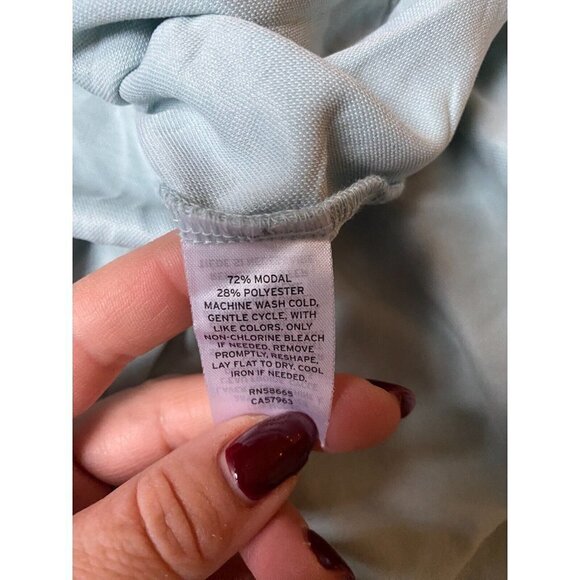 72% MODAL
28% POLYESTER
MACHINE WASH COLD,
GENTLE CYCLE, WITH
LIKE COLORS. ONLY
NON-CHLORINE BLEACH
IF NEEDED. REMOVE
PROMPTLY, RESHAPE,
LAY FLAT TO DRY. COOL
IRON IF NEEDED.
RN58665
CA57963